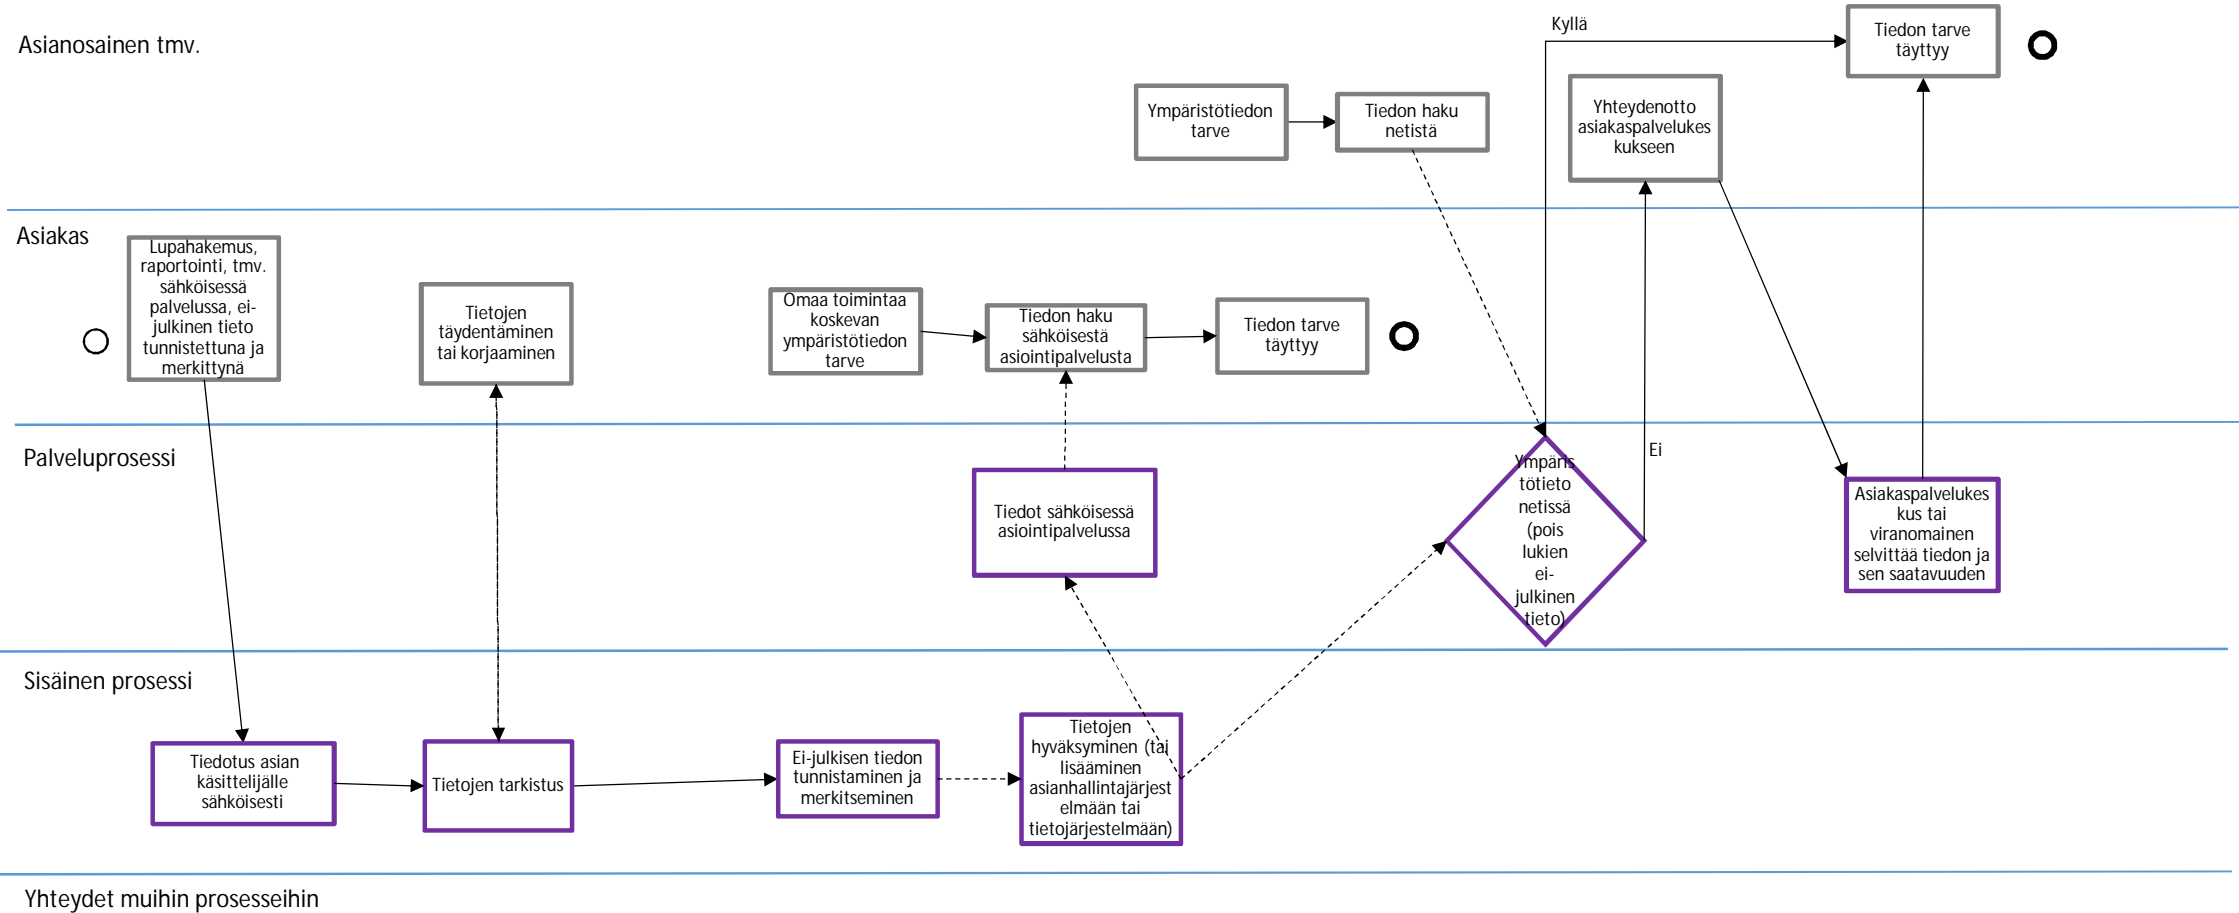 Asianosainen tmv.
Kyllä
Tiedon tarve
täyttyy
Ympäristötiedon
tarve
Tiedon haku
netistä
Yhteydenotto
asiakaspalvelukes
kukseen
Asiakas
Lupahakemus,
raportointi, tmv.
sähköisessä
palvelussa, ei-
julkinen tieto
tunnistettuna ja
merkittynä
Tietojen
täydentäminen
tai korjaaminen
Omaa toimintaa
koskevan
ympäristötiedon
tarve
Tiedon haku
sähköisestä
asiointipalvelusta
Tiedon tarve
täyttyy
Palveluprosessi
Tiedot sähköisessä
asiointipalvelussa
Ympäris
tötieto
netissä
(pois
lukien
ei-
julkinen
tieto)
Ei
Asiakaspalvelukes
kus tai
viranomainen
selvittää tiedon ja
sen saatavuuden
Sisäinen prosessi
Tiedotus asian
käsittelijälle
sähköisesti
Tietojen tarkistus
Ei-julkisen tiedon
tunnistaminen ja
merkitseminen
Tietojen
hyväksyminen (tai
lisääminen
asianhallintajärjest
elmään tai
tietojärjestelmään)
Yhteydet muihin prosesseihin